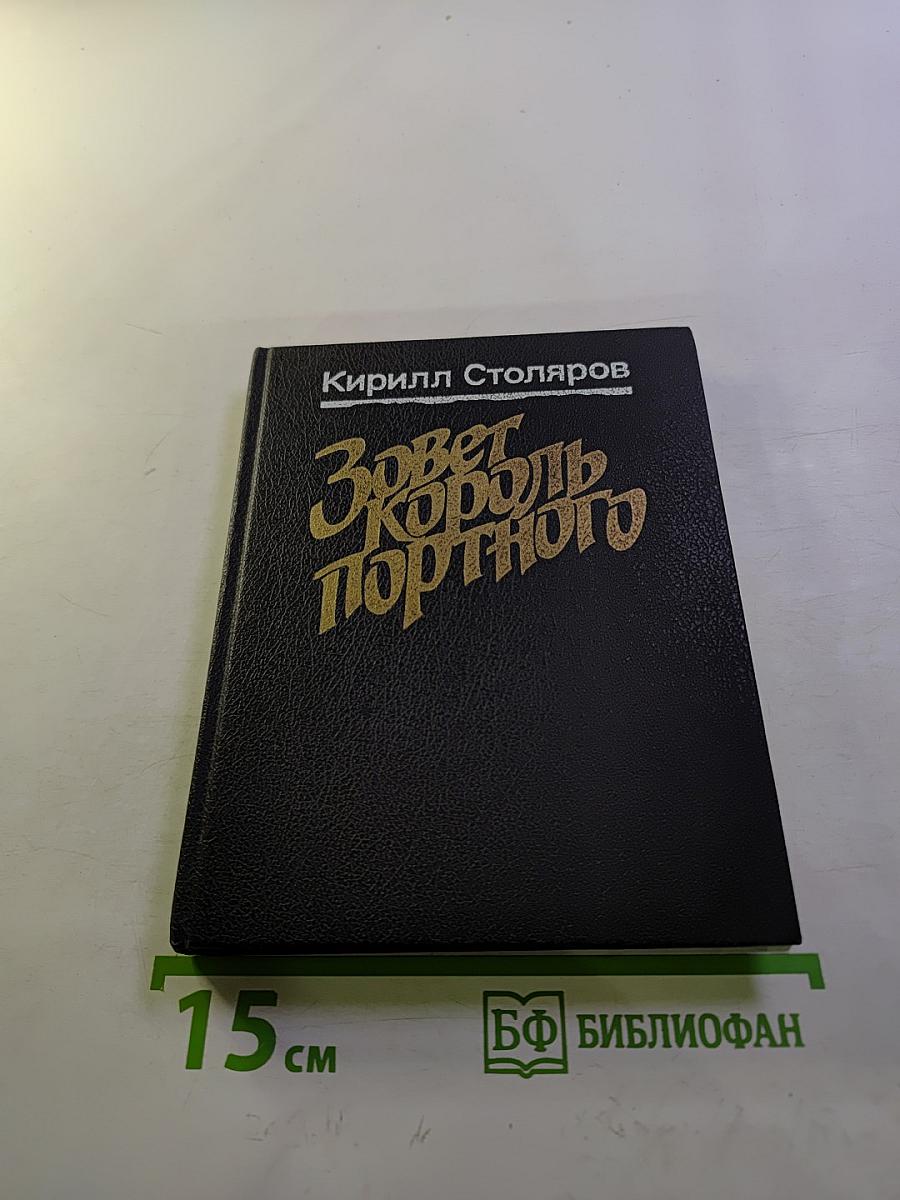 Кирилл Столяров
Зовет
король
портного
15 см
БФ БИБЛИОФАН